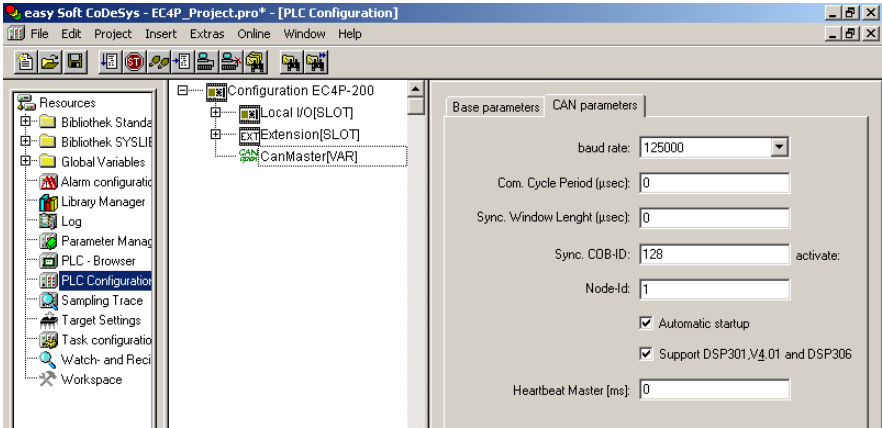 easy Soft CoDeSys - EC4P_Project.pro* - [PLC Configuration]
File Edit Project Insert Extras Online Window Help
Resources
Bibliothek Standa
Bibliothek SYSLIB
Global Variables
Alarm configuratio
Library Manager
Log
Parameter Manag
PLC - Browser
PLC Configuration
Sampling Trace
Target Settings
Task configuratio
Watch- and Reci
Workspace
Configuration EC4P-200
Local I/O[SLOT]
EXT Extension[SLOT]
CAN open CanMaster[VAR]
Base parameters CAN parameters
baud rate: 125000
Com. Cycle Period (µsec): 0
Sync. Window Lenght (µsec): 0
Sync. COB-ID: 128 activate:
Node-Id: 1
Automatic startup
Support DSP301,V4.01 and DSP306
Heartbeat Master [ms]: 0